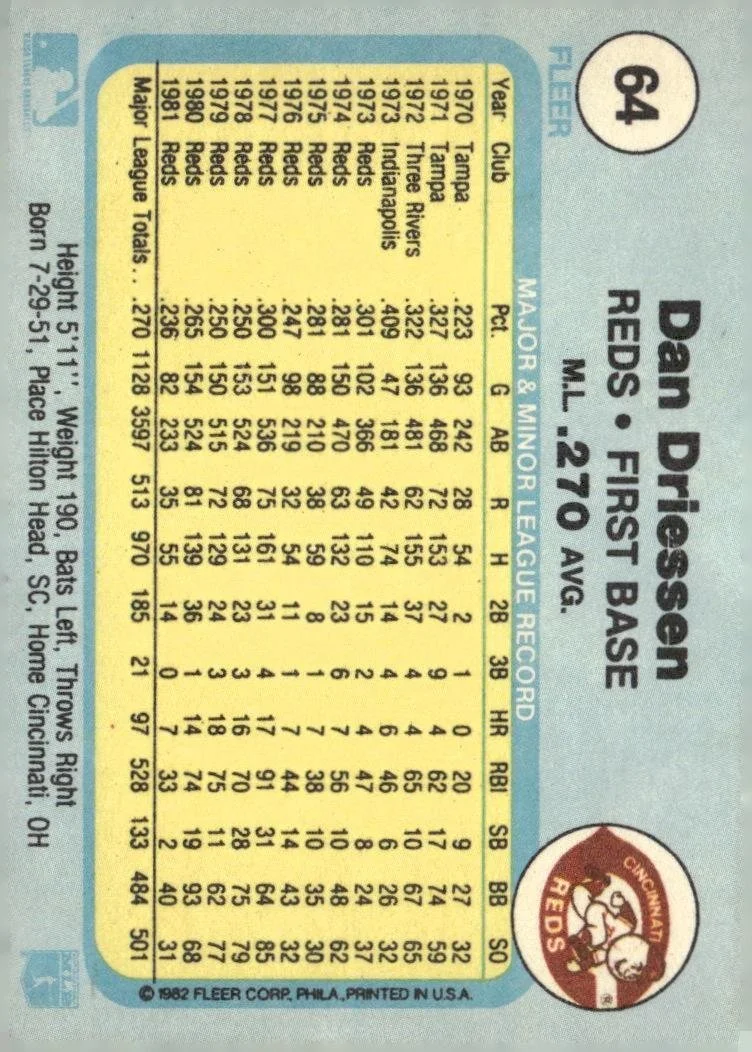 64
FLEER
Dan Driessen
REDS • FIRST BASE
M.L. .270 AVG.
CINCINNATI
REDS
®
MAJOR & MINOR LEAGUE RECORD
Year Club Pct. G AB R H 2B 3B HR RBI SB BB SO
1970 Tampa .223 93 242 28 54 2 1 0 20 9 27 32
1971 Tampa .327 136 468 72 153 27 9 4 62 17 74 59
1972 Three Rivers .322 136 481 62 155 37 4 4 65 10 67 65
1973 Indianapolis .409 47 181 42 74 14 4 6 46 6 26 32
1973 Reds .301 102 366 49 110 15 2 4 47 8 24 37
1974 Reds .281 150 470 63 132 23 6 7 56 10 48 62
1975 Reds .281 88 210 38 59 8 1 7 38 10 35 30
1976 Reds .247 98 219 32 54 11 1 7 44 14 43 32
1977 Reds .300 151 536 75 161 31 4 17 91 31 64 85
1978 Reds .250 153 524 68 131 23 3 16 70 28 75 79
1979 Reds .250 150 515 72 129 24 3 18 75 11 62 77
1980 Reds .265 154 524 81 139 36 1 14 74 19 93 68
1981 Reds .236 82 233 35 55 14 0 7 33 2 40 31
Major League Totals . . .270 1128 3597 513 970 185 21 97 528 133 484 501
© 1982 FLEER CORP., PHILA., PRINTED IN U.S.A.
Height 5'11'', Weight 190, Bats Left, Throws Right
Born 7-29-51, Place Hilton Head, SC, Home Cincinnati, OH